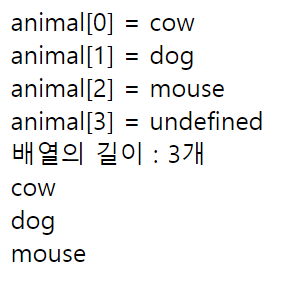 animal[0] = cow
animal[1] = dog
animal[2] = mouse
animal[3] = undefined
배열의 길이 : 3개
cow
dog
mouse